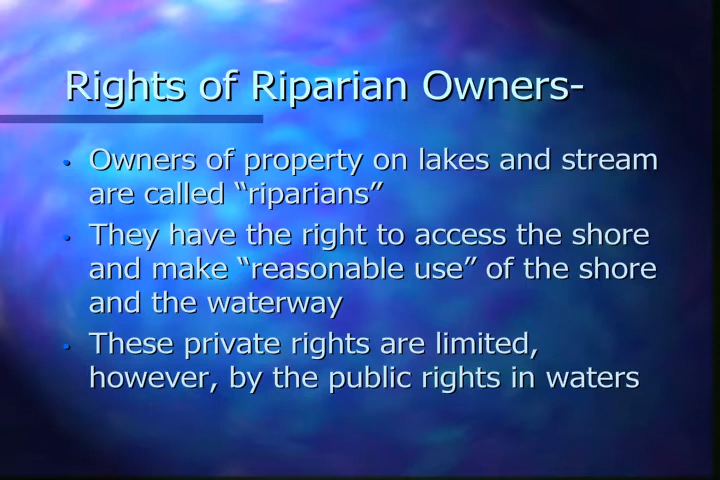 Rights of Riparian Owners-
• Owners of property on lakes and stream
are called “riparians”
• They have the right to access the shore
and make “reasonable use” of the shore
and the waterway
• These private rights are limited,
however, by the public rights in waters